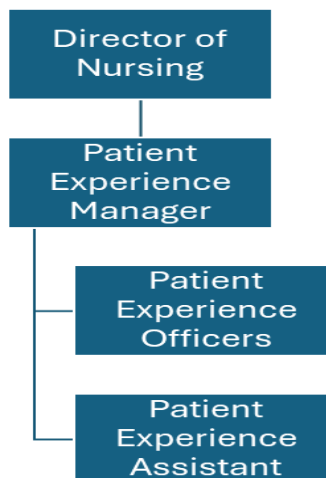 Director of
Nursing
Patient
Experience
Manager
Patient
Experience
Officers
Patient
Experience
Assistant